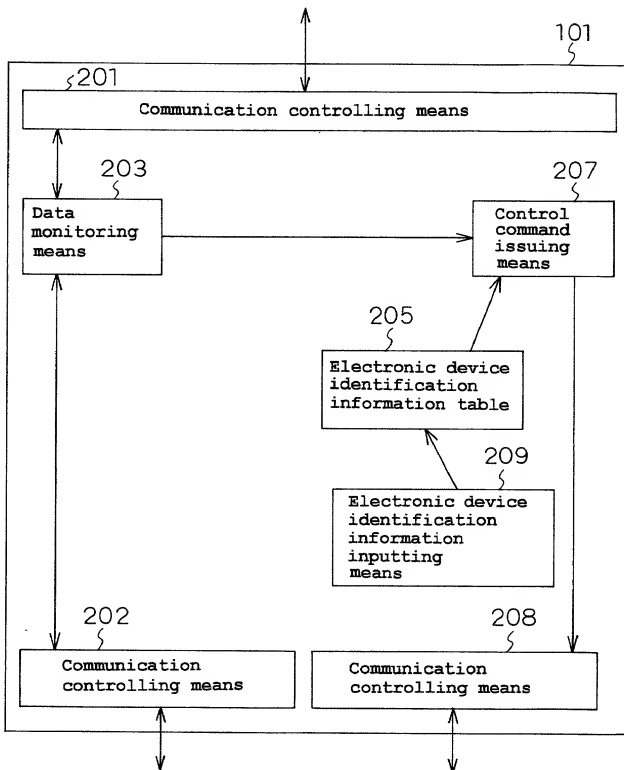 101
201
Communication controlling means
203
Data
monitoring
means
207
Control
command
issuing
means
205
Electronic device
identification
information table
209
Electronic device
identification
information
inputting
means
202
Communication
controlling means
208
Communication
controlling means